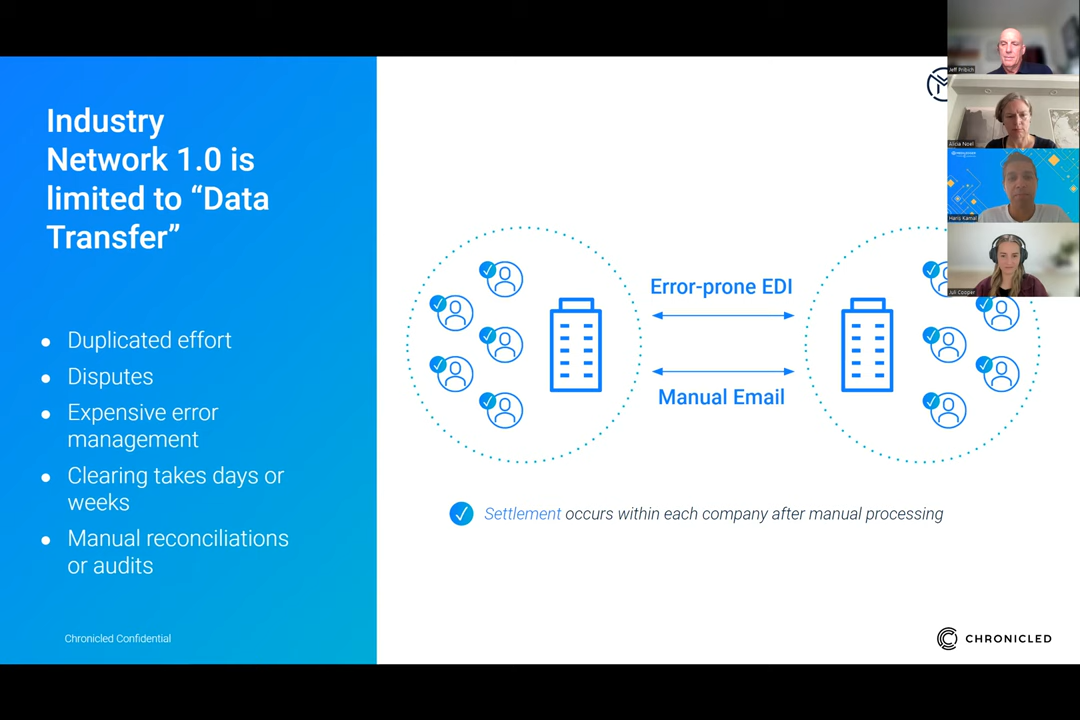 Industry
Network 1.0 is
limited to “Data
Transfer”
Duplicated effort
Disputes
Expensive error
management
Clearing takes days or
weeks
Manual reconciliations
or audits
Chronicled Confidential
Error-prone EDI
Manual Email
Settlement occurs within each company after manual processing
CHRONICLED
Jeff Pribich
Alicia Noel
Haris Kamal
Juli Cooper